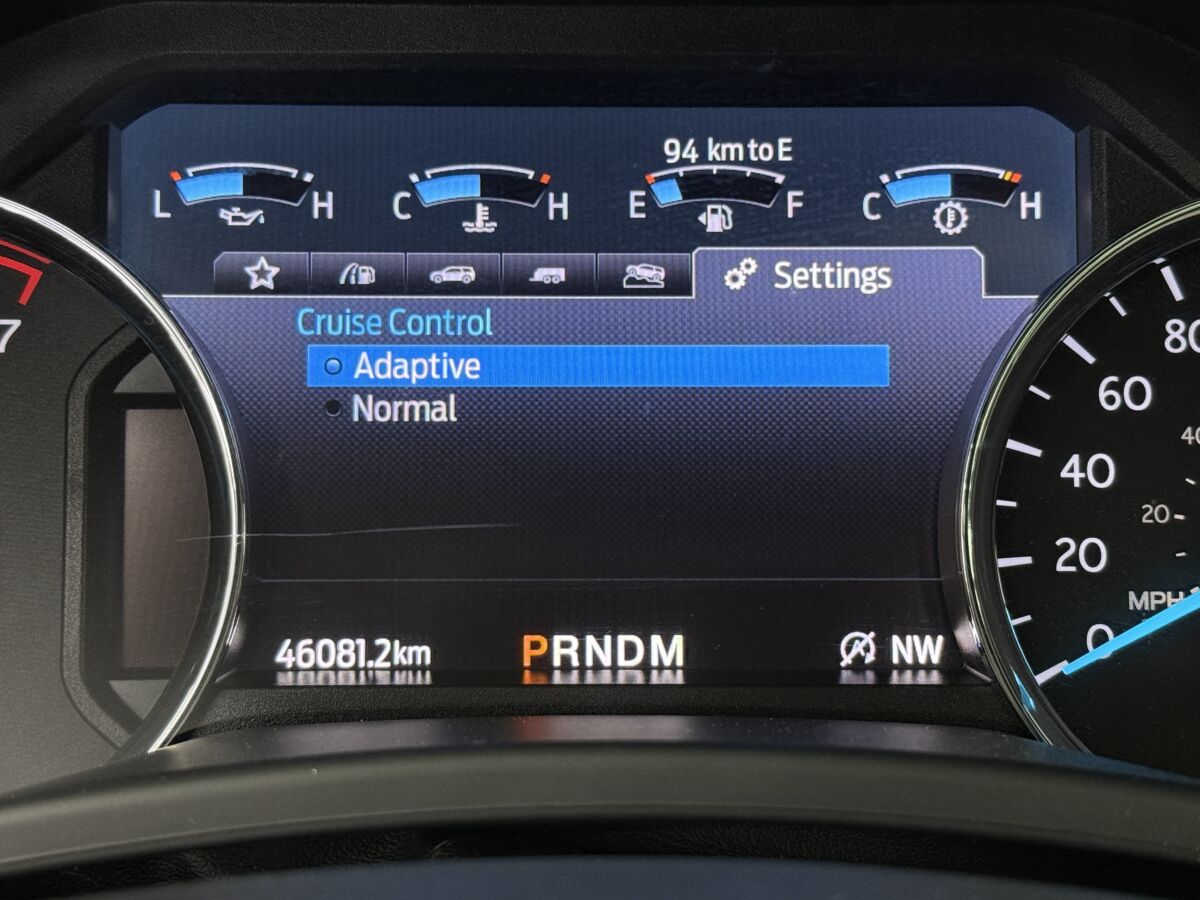 94 km to E
L H C H E F C H
Settings
Cruise Control
Adaptive
Normal
7
80
60
40
40
20
20
MPH
0
46081.2km PRNDM NW